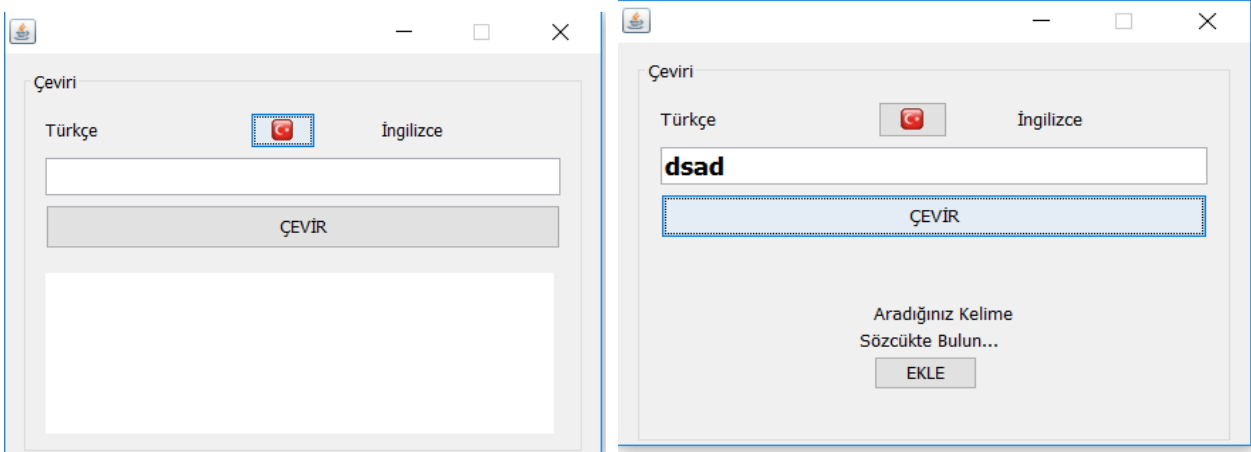 Çeviri
Türkçe İngilizce
ÇEVİR
Çeviri
Türkçe İngilizce
dsad
ÇEVİR
Aradığınız Kelime
Sözcükte Bulun...
EKLE